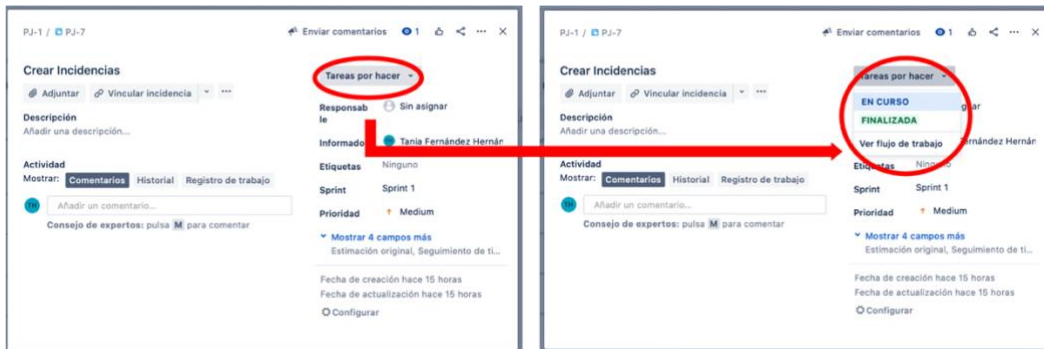 PJ-1 / PJ-7
Enviar comentarios 1
Crear Incidencias
Adjuntar Vincular incidencia
Descripción
Añadir una descripción...
Actividad
Mostrar: Comentarios Historial Registro de trabajo
TH Añadir un comentario...
Consejo de expertos: pulsa M para comentar
Tareas por hacer
Responsab
le
Sin asignar
Informado Tania Fernández Hernán
Etiquetas Ninguno
Sprint Sprint 1
Prioridad Medium
Mostrar 4 campos más
Estimación original, Seguimiento de ti...
Fecha de creación hace 15 horas
Fecha de actualización hace 15 horas
Configurar
PJ-1 / PJ-7
Enviar comentarios 1
Crear Incidencias
Adjuntar Vincular incidencia
Descripción
Añadir una descripción...
Actividad
Mostrar: Comentarios Historial Registro de trabajo
TH Añadir un comentario...
Consejo de expertos: pulsa M para comentar
Tareas por hacer
EN CURSO
gnar
FINALIZADA
Ver flujo de trabajo
rnández Hernán
Etiquetas Ninguno
Sprint Sprint 1
Prioridad Medium
Mostrar 4 campos más
Estimación original, Seguimiento de ti...
Fecha de creación hace 15 horas
Fecha de actualización hace 15 horas
Configurar